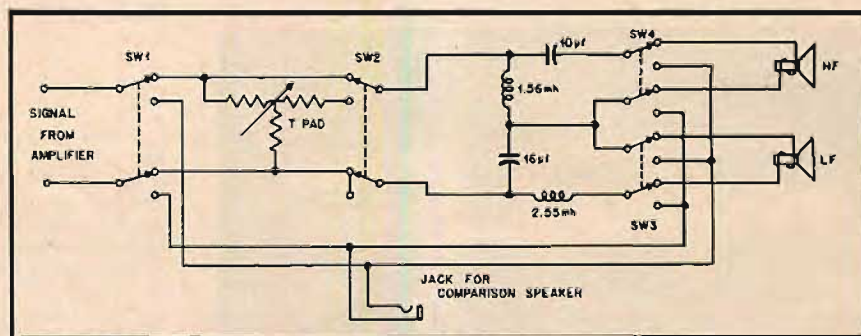 SW1
SW2
SW4
10µf
HF
SIGNAL
FROM
AMPLIFIER
T PAD
1.56mh
16µf
LF
2.55mh
SW3
JACK FOR
COMPARISON SPEAKER